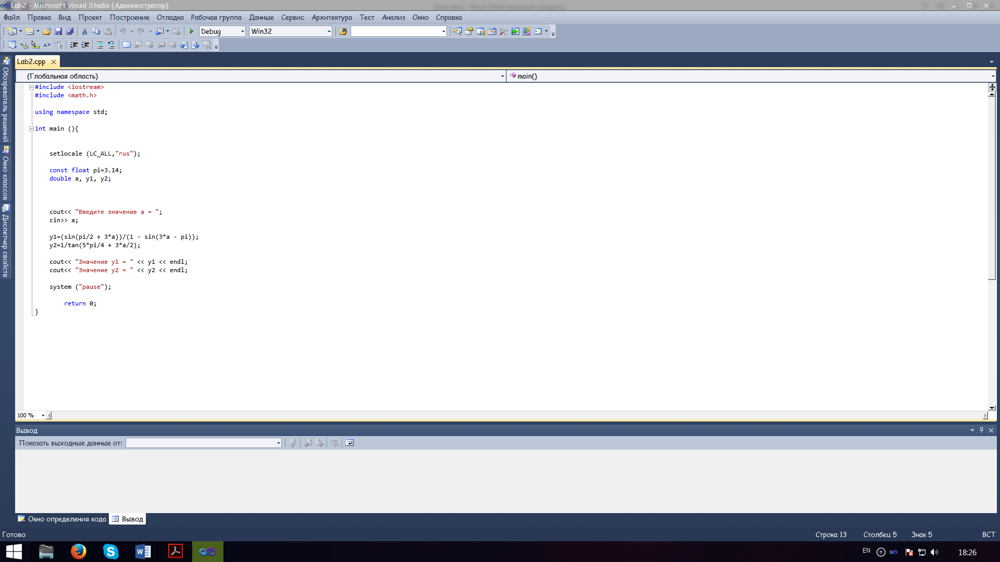 Lab2 - Microsoft Visual Studio (Администратор)
Файл Правка Вид Проект Построение Отладка Рабочая группа Данные Сервис Архитектура Тест Анализ Окно Справка
Debug Win32
Lab2.cpp
(Глобальная область) main()
Обозреватель решений
Окно классов
Диспетчер свойств
#include <iostream>
#include <math.h>
using namespace std;
int main (){
setlocale (LC_ALL,"rus");
const float pi=3.14;
double a, y1, y2;
cout<< "Введите значение a = ";
cin>> a;
y1=(sin(pi/2 + 3*a))/(1 - sin(3*a - pi));
y2=1/tan(5*pi/4 + 3*a/2);
cout<< "Значение y1 = " << y1 << endl;
cout<< "Значение y2 = " << y2 << endl;
system ("pause");
return 0;
}
100 %
Вывод
Показать выходные данные от:
Окно определения кода Вывод
Готово Строка 13 Столбец 5 Знак 5 ВСТ
EN 18:26